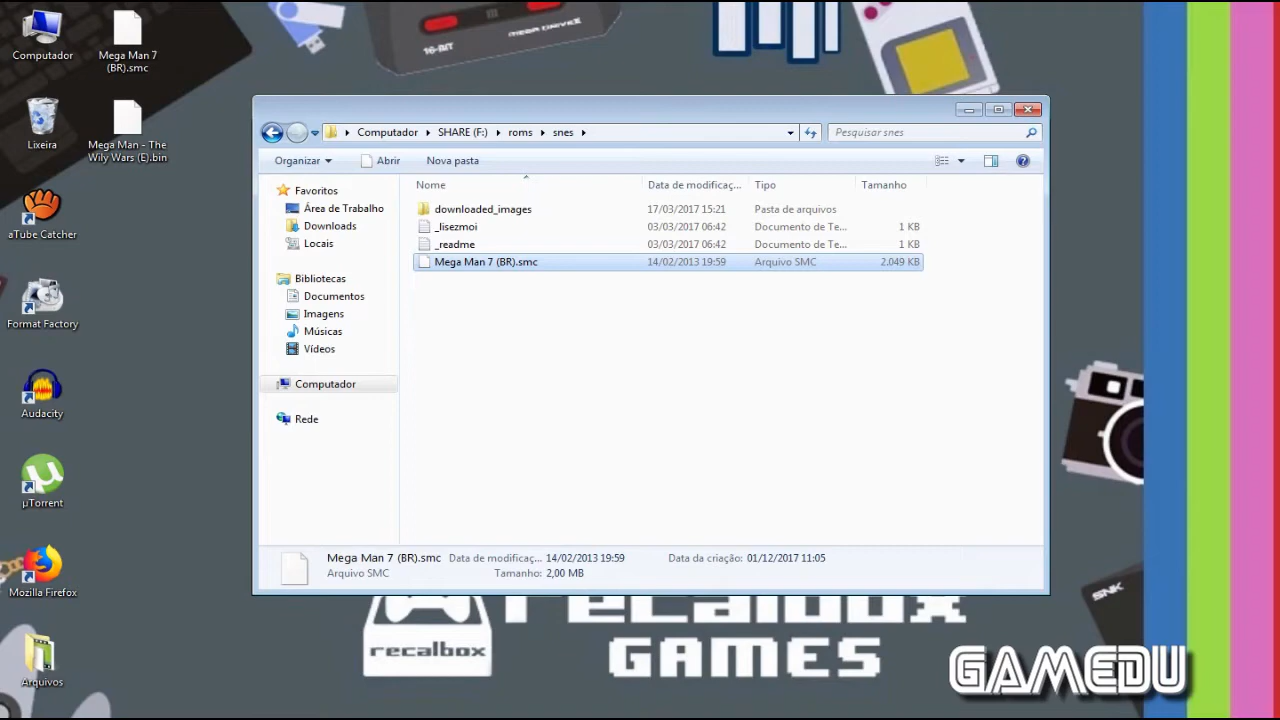 16-BIT
MEGA DRIVE
Computador
Mega Man 7
(BR).smc
Lixeira
Mega Man - The
Wily Wars (E).bin
aTube Catcher
Format Factory
Audacity
µTorrent
Mozilla Firefox
Arquivos
Computador
SHARE (F:)
roms
snes
Pesquisar snes
Organizar
Abrir
Nova pasta
Favoritos
Área de Trabalho
Downloads
Locais
Bibliotecas
Documentos
Imagens
Músicas
Vídeos
Computador
Rede
Nome Data de modificaç... Tipo Tamanho
downloaded_images 17/03/2017 15:21 Pasta de arquivos
_lisezmoi 03/03/2017 06:42 Documento de Te... 1 KB
_readme 03/03/2017 06:42 Documento de Te... 1 KB
Mega Man 7 (BR).smc 14/02/2013 19:59 Arquivo SMC 2.049 KB
Mega Man 7 (BR).smc Data de modificaç... 14/02/2013 19:59 Data da criação: 01/12/2017 11:05
Arquivo SMC Tamanho: 2,00 MB
SNK
recalbox
recalbox
GAMES
GAMEDU